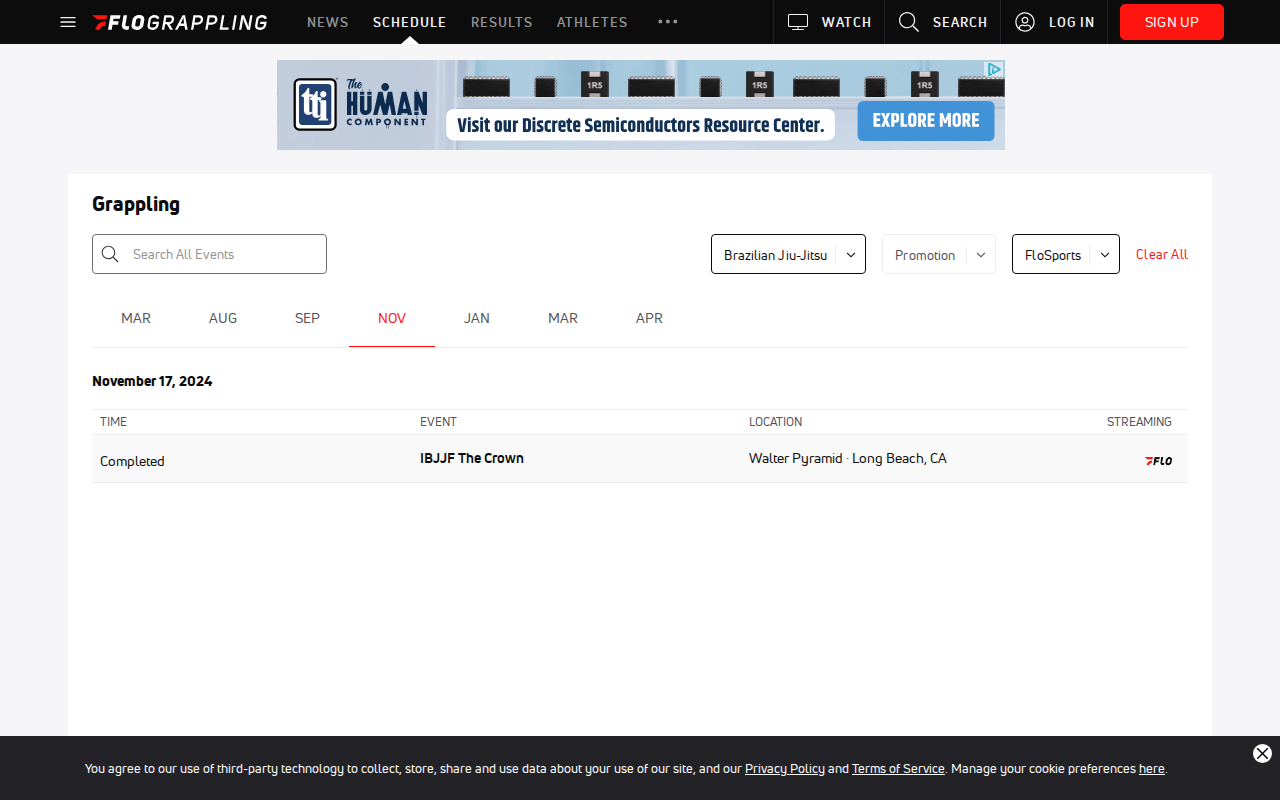 FLOGRAPPLING
NEWS
SCHEDULE
RESULTS
ATHLETES
WATCH
SEARCH
LOG IN
SIGN UP
tti
The
HUMAN
COMPONENT
1R5
1R5
1R5
Visit our Discrete Semiconductors Resource Center.
EXPLORE MORE
Grappling
Search All Events
Brazilian Jiu-Jitsu
Promotion
FloSports
Clear All
MAR
AUG
SEP
NOV
JAN
MAR
APR
November 17, 2024
TIME
EVENT
LOCATION
STREAMING
Completed
IBJJF The Crown
Walter Pyramid · Long Beach, CA
FLO
You agree to our use of third-party technology to collect, store, share and use data about your use of our site, and our Privacy Policy and Terms of Service. Manage your cookie preferences here.